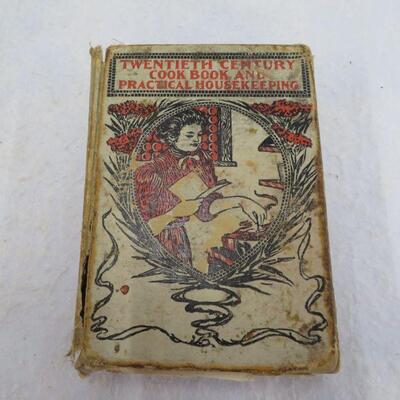 TWENTIETH CENTURY
COOK BOOK AND
PRACTICAL HOUSEKEEPING